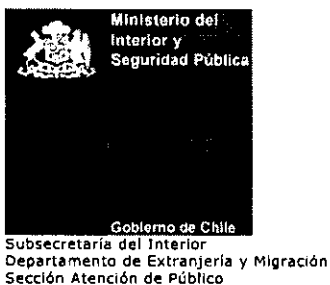 Ministerio del
Interior y
Seguridad Pública
Gobierno de Chile
Subsecretaría del Interior
Departamento de Extranjería y Migración
Sección Atención de Público